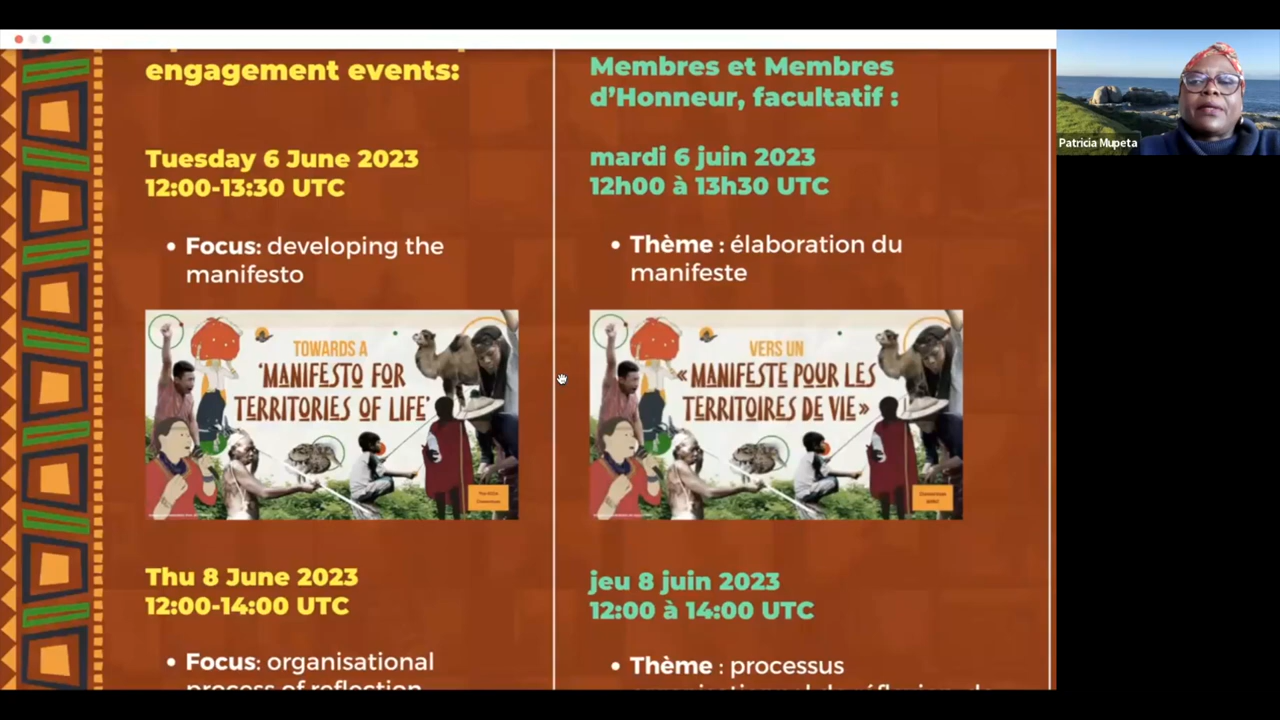 engagement events:
Tuesday 6 June 2023
12:00-13:30 UTC
• Focus: developing the
manifesto
TOWARDS A
‘MANIFESTO FOR
TERRITORIES OF LIFE’
Thu 8 June 2023
12:00-14:00 UTC
• Focus: organisational
process of reflection
Membres et Membres
d’Honneur, facultatif :
mardi 6 juin 2023
12h00 à 13h30 UTC
• Thème : élaboration du
manifeste
VERS UN
« MANIFESTE POUR LES
TERRITOIRES DE VIE »
jeu 8 juin 2023
12:00 à 14:00 UTC
• Thème : processus
Patricia Mupeta